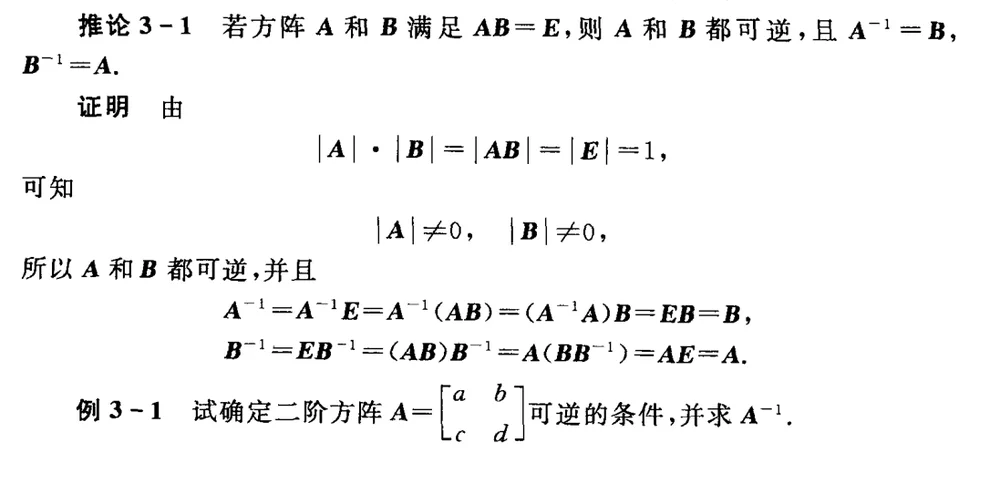 推论 3-1 若方阵 A 和 B 满足 AB=E,则 A 和 B 都可逆,且 A⁻¹=B,
B⁻¹=A.
证明 由
|A|·|B|=|AB|=|E|=1,
可知
|A|≠0, |B|≠0,
所以 A 和 B 都可逆,并且
A⁻¹=A⁻¹E=A⁻¹(AB)=(A⁻¹A)B=EB=B,
B⁻¹=EB⁻¹=(AB)B⁻¹=A(BB⁻¹)=AE=A.
例 3-1 试确定二阶方阵 A=[a b; c d]可逆的条件,并求 A⁻¹.